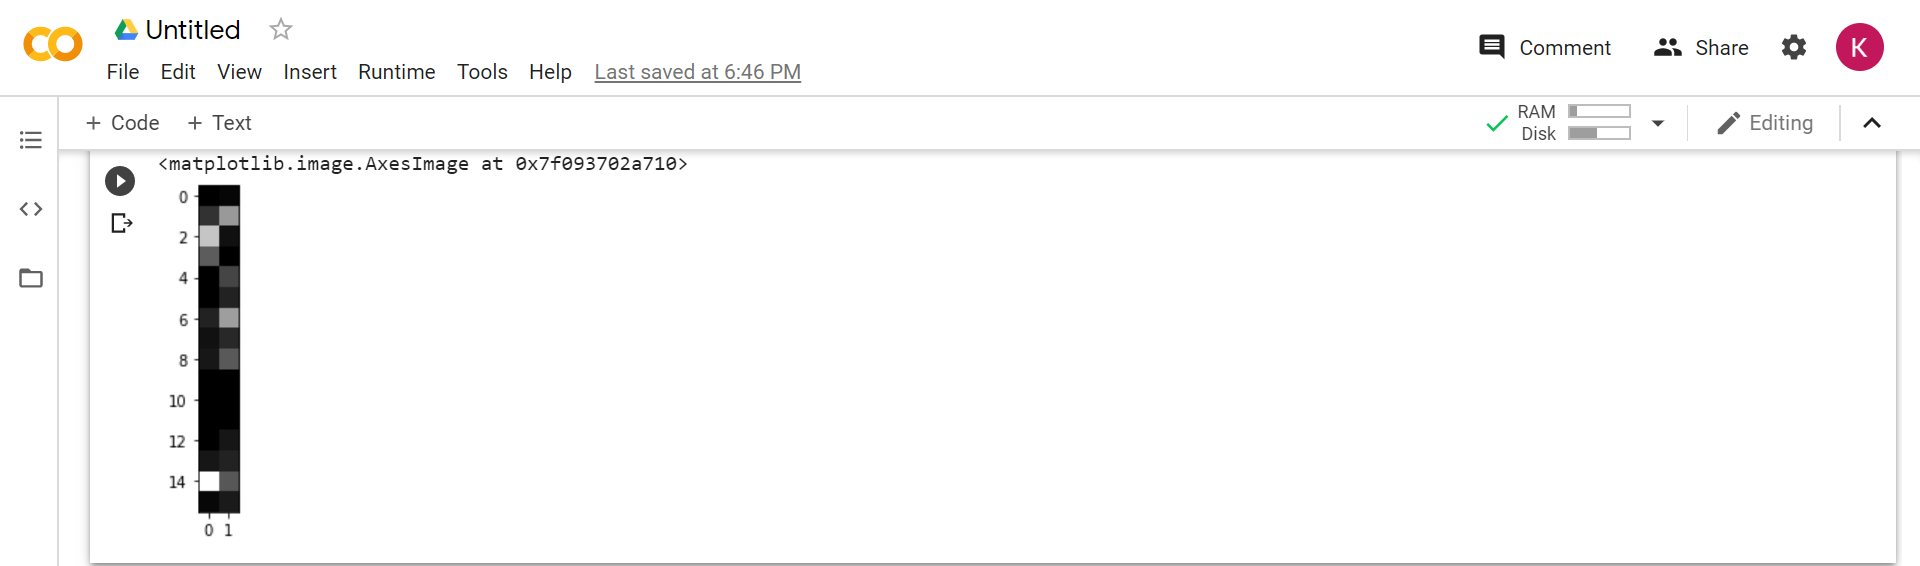 Untitled
File Edit View Insert Runtime Tools Help Last saved at 6:46 PM
Comment Share K
+ Code + Text
RAM
Disk
Editing
<matplotlib.image.AxesImage at 0x7f093702a710>
0
2
4
6
8
10
12
14
0 1